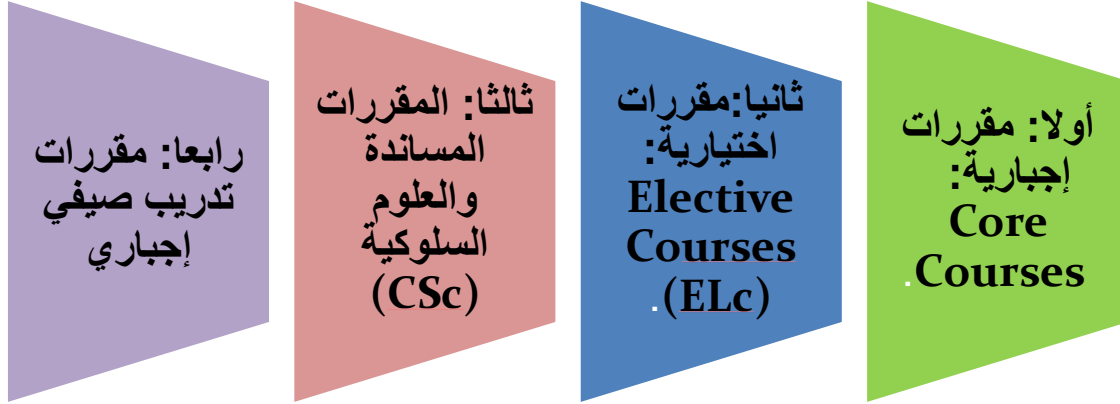 أولا: مقررات
إجبارية:
Core
Courses.
ثانيا:مقررات
اختيارية:
Elective
Courses
(ELc).
ثالثا: المقررات
المساندة
والعلوم
السلوكية
(CSc)
رابعا: مقررات
تدريب صيفي
إجباري